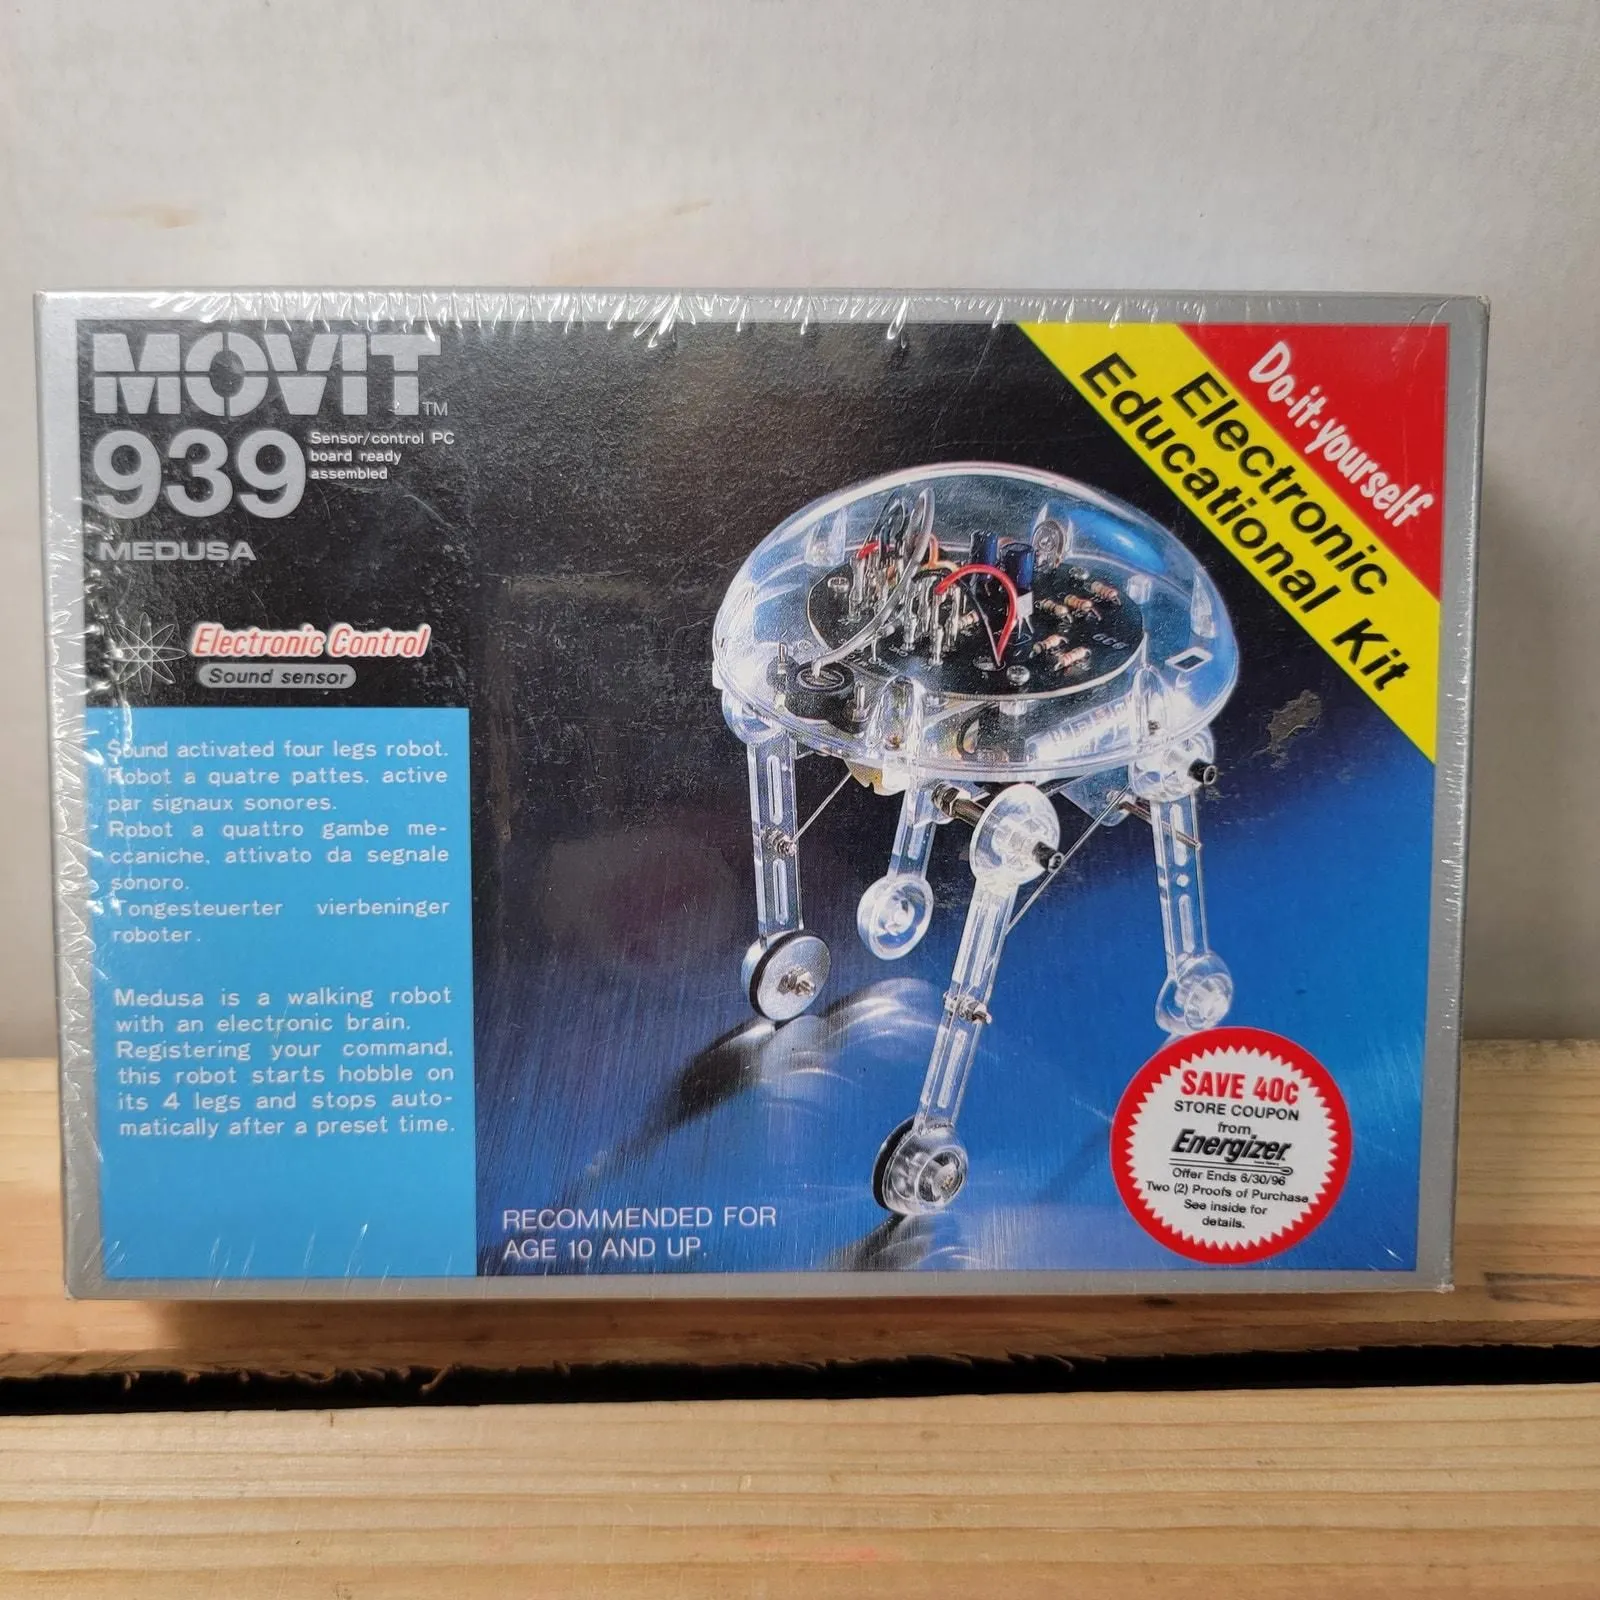 MOVIT™
939
Sensor/control PC
board ready
assembled
MEDUSA
Electronic Control
Sound sensor
Do-it-yourself
Electronic
Educational Kit
Sound activated four legs robot.
Robot a quatre pattes. active
par signaux sonores.
Robot a quattro gambe me-
ccaniche, attivato da segnale
sonoro.
Tongesteuerter vierbeninger
roboter.
Medusa is a walking robot
with an electronic brain.
Registering your command,
this robot starts hobble on
its 4 legs and stops auto-
matically after a preset time.
RECOMMENDED FOR
AGE 10 AND UP.
SAVE 40¢
STORE COUPON
from
Energizer
Offer Ends 6/30/96
Two (2) Proofs of Purchase
See inside for
details.